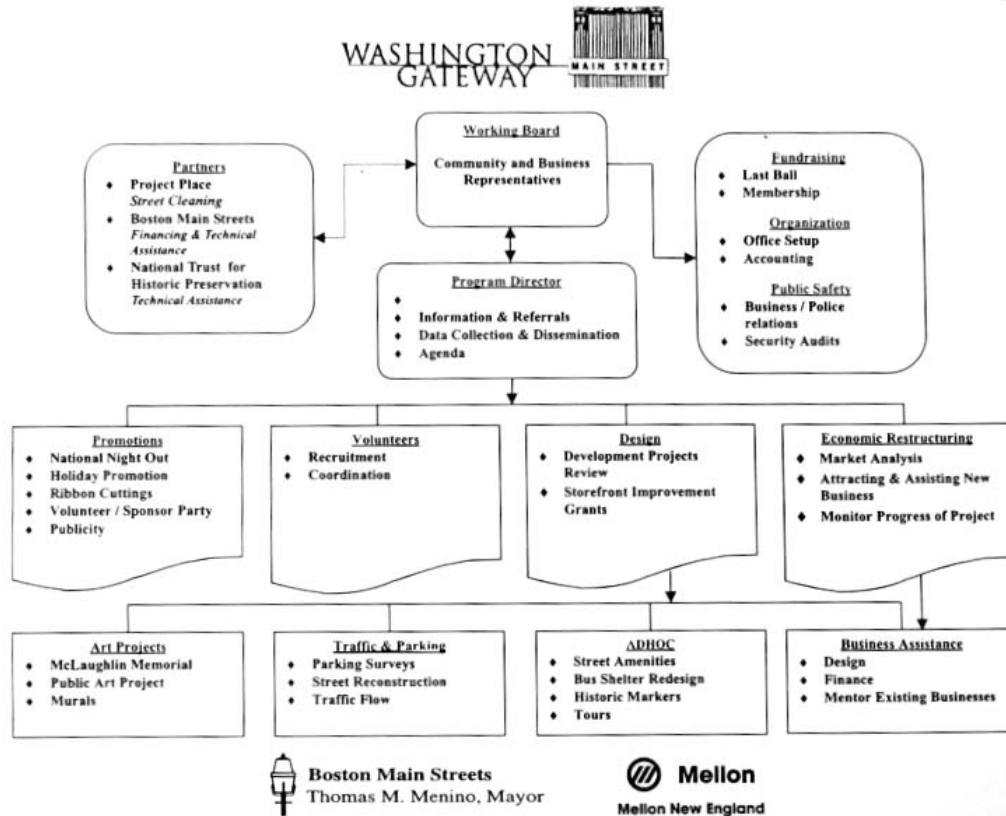 WASHINGTON
GATEWAY
MAIN STREET
Working Board
Community and Business
Representatives
Partners
♦ Project Place
Street Cleaning
♦ Boston Main Streets
Financing & Technical
Assistance
♦ National Trust for
Historic Preservation
Technical Assistance
Fundraising
♦ Last Ball
♦ Membership
Organization
♦ Office Setup
♦ Accounting
Public Safety
♦ Business / Police
relations
♦ Security Audits
Program Director
♦
♦ Information & Referrals
♦ Data Collection & Dissemination
♦ Agenda
Promotions
♦ National Night Out
♦ Holiday Promotion
♦ Ribbon Cuttings
♦ Volunteer / Sponsor Party
♦ Publicity
Volunteers
♦ Recruitment
♦ Coordination
Design
♦ Development Projects
Review
♦ Storefront Improvement
Grants
Economic Restructuring
♦ Market Analysis
♦ Attracting & Assisting New
Business
♦ Monitor Progress of Project
Art Projects
♦ McLaughlin Memorial
♦ Public Art Project
♦ Murals
Traffic & Parking
♦ Parking Surveys
♦ Street Reconstruction
♦ Traffic Flow
ADHOC
♦ Street Amenities
♦ Bus Shelter Redesign
♦ Historic Markers
♦ Tours
Business Assistance
♦ Design
♦ Finance
♦ Mentor Existing Businesses
Boston Main Streets
Thomas M. Menino, Mayor
Mellon
Mellon New England